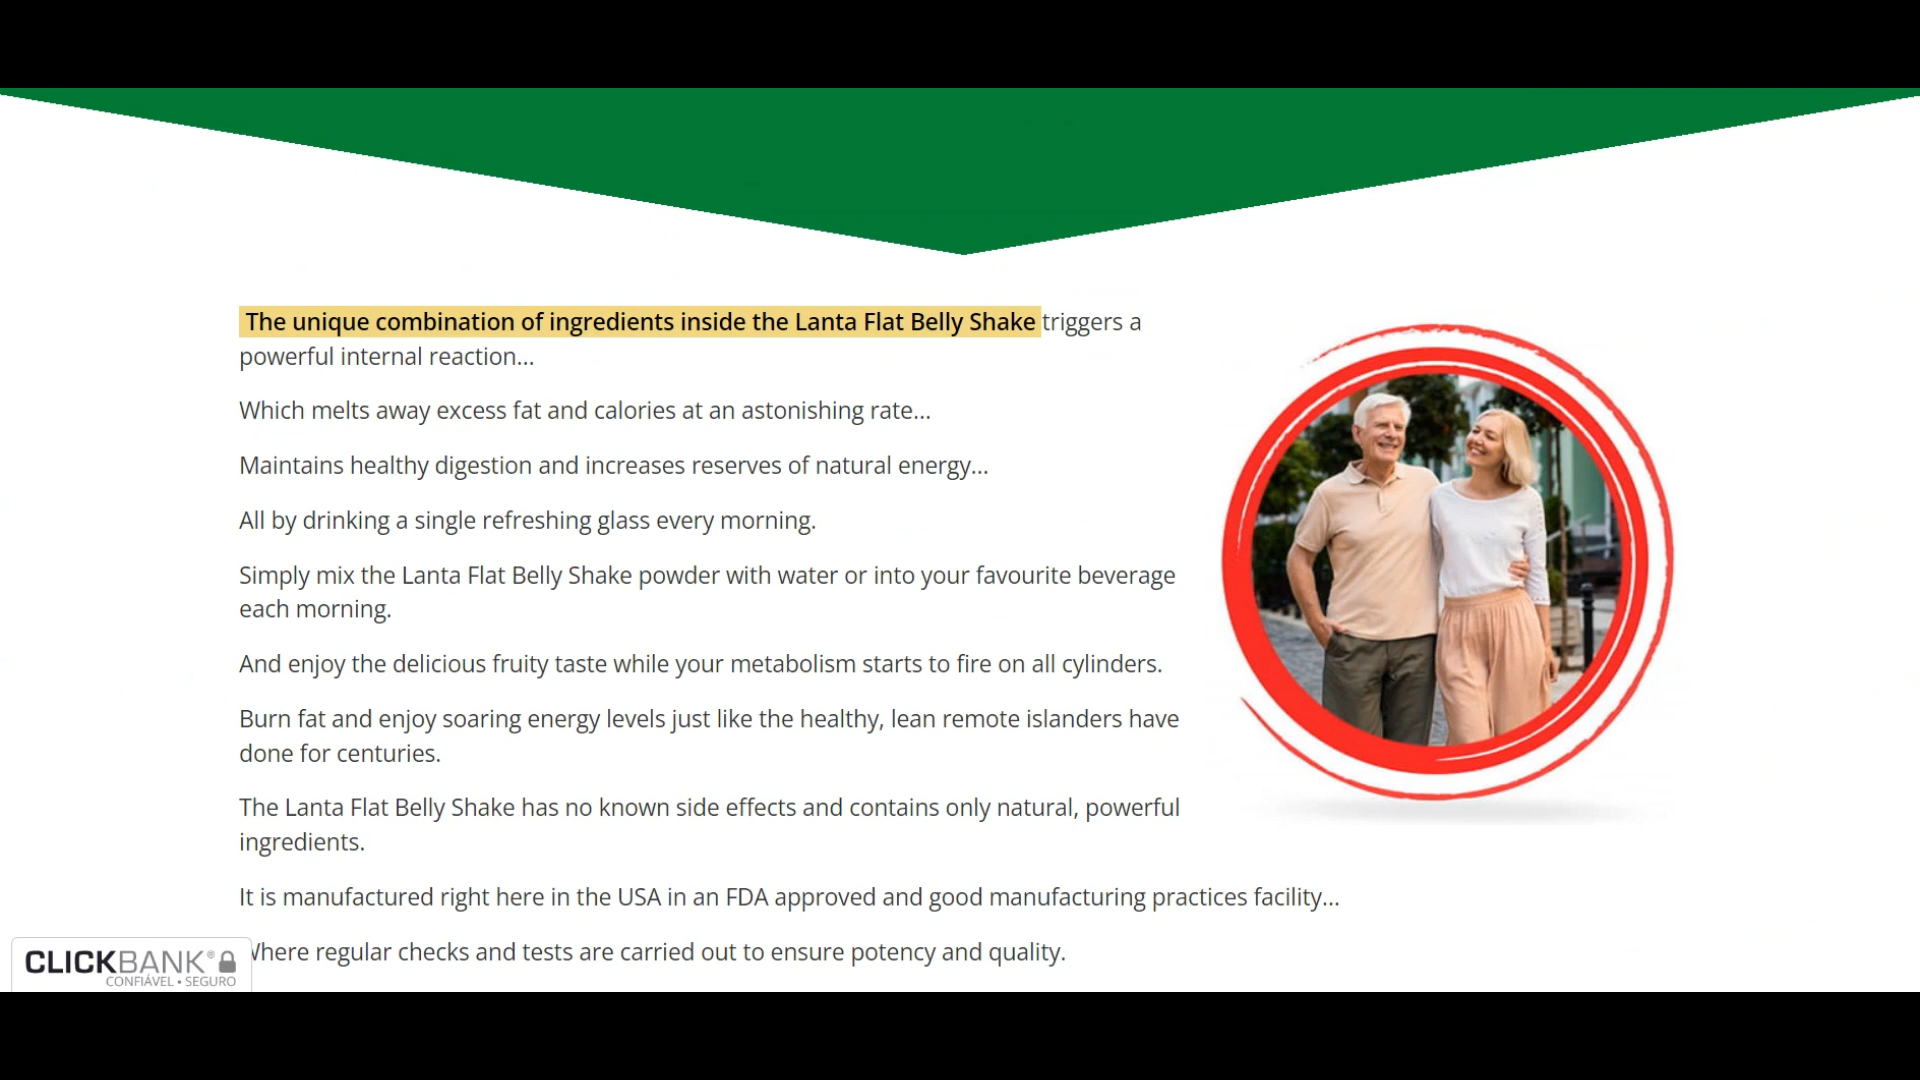 The unique combination of ingredients inside the Lanta Flat Belly Shake triggers a
powerful internal reaction...
Which melts away excess fat and calories at an astonishing rate...
Maintains healthy digestion and increases reserves of natural energy...
All by drinking a single refreshing glass every morning.
Simply mix the Lanta Flat Belly Shake powder with water or into your favourite beverage
each morning.
And enjoy the delicious fruity taste while your metabolism starts to fire on all cylinders.
Burn fat and enjoy soaring energy levels just like the healthy, lean remote islanders have
done for centuries.
The Lanta Flat Belly Shake has no known side effects and contains only natural, powerful
ingredients.
It is manufactured right here in the USA in an FDA approved and good manufacturing practices facility...
Where regular checks and tests are carried out to ensure potency and quality.
CLICKBANK®
CONFIÁVEL • SEGURO